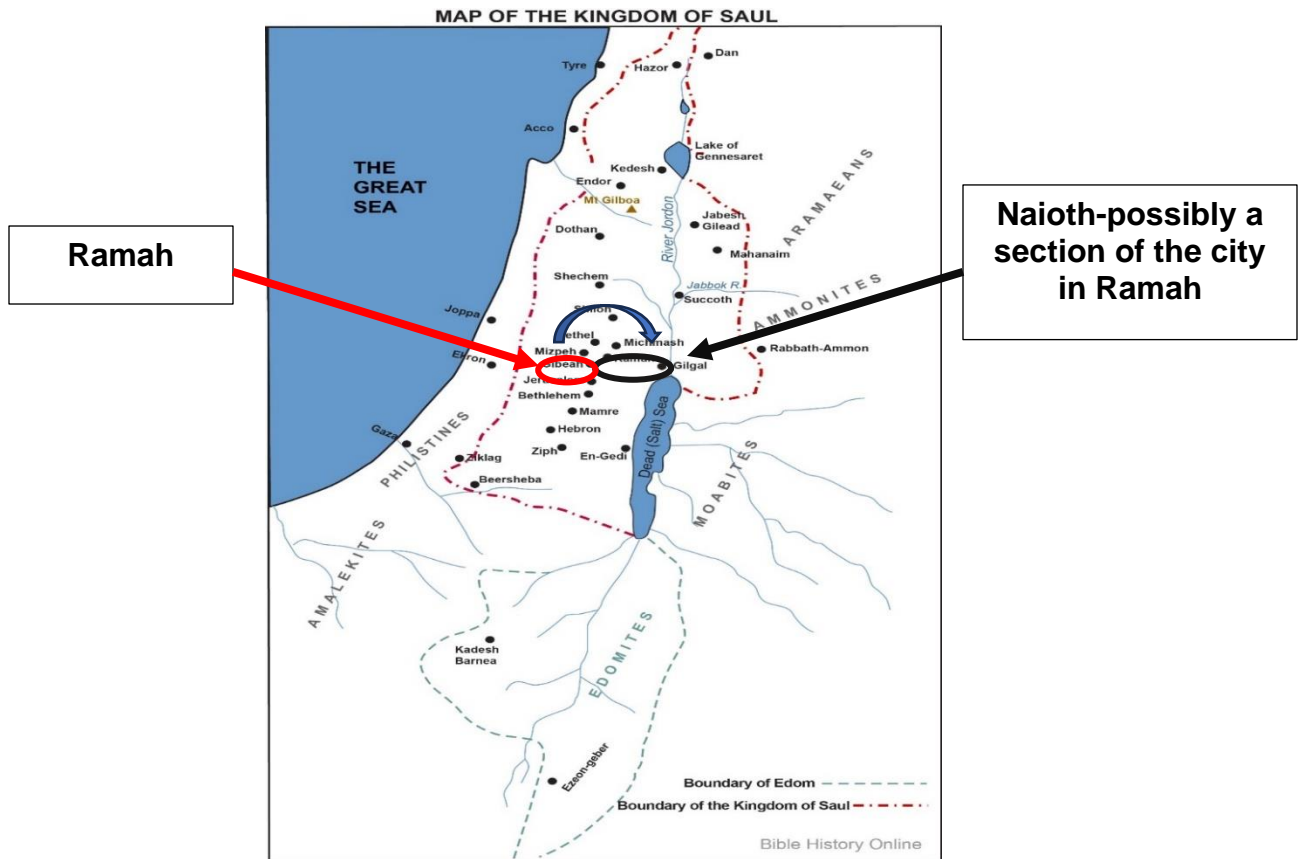 MAP OF THE KINGDOM OF SAUL
Dan
Tyre
Hazor
Acco
Lake of
Gennesaret
THE
GREAT
SEA
Kedesh
Endor
Mt Gilboa
ARAMAEANS
Naioth-possibly a
section of the city
in Ramah
Ramah
Jabesh
Gilead
Dothan
River Jordon
Mahanaim
Shechem
Jabbok R.
Succoth
AMMONITES
Joppa
Michmash
Mizpeh
Rabbath-Ammon
Ekron
Gilgal
Bethlehem
Mamre
Hebron
Gaza
PHILISTINES
Ziklag
Ziph
En-Gedi
Dead (Salt) Sea
Beersheba
MOABITES
AMALEKITES
Kadesh
Barnea
EDOMITES
Ezeon-geber
Boundary of Edom
Boundary of the Kingdom of Saul
Bible History Online